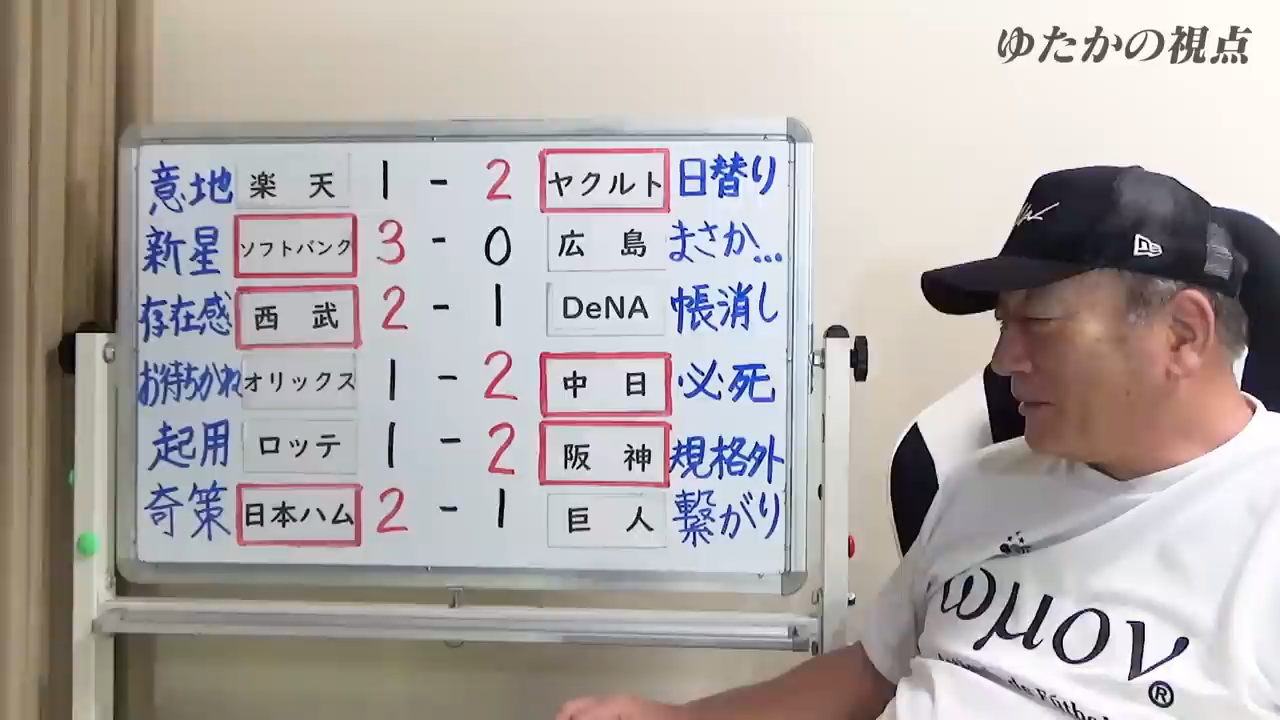 ゆたかの視点
意地 楽天 1 - 2 ヤクルト 日替り
新星 ソフトバンク 3 - 0 広島 まさか...
存在感 西武 2 - 1 DeNA 帳消し
お待ちかね オリックス 1 - 2 中日 必死
起用 ロッテ 1 - 2 阪神 規格外
奇策 日本ハム 2 - 1 巨人 繋がり
ωμον
®
de Fútbol